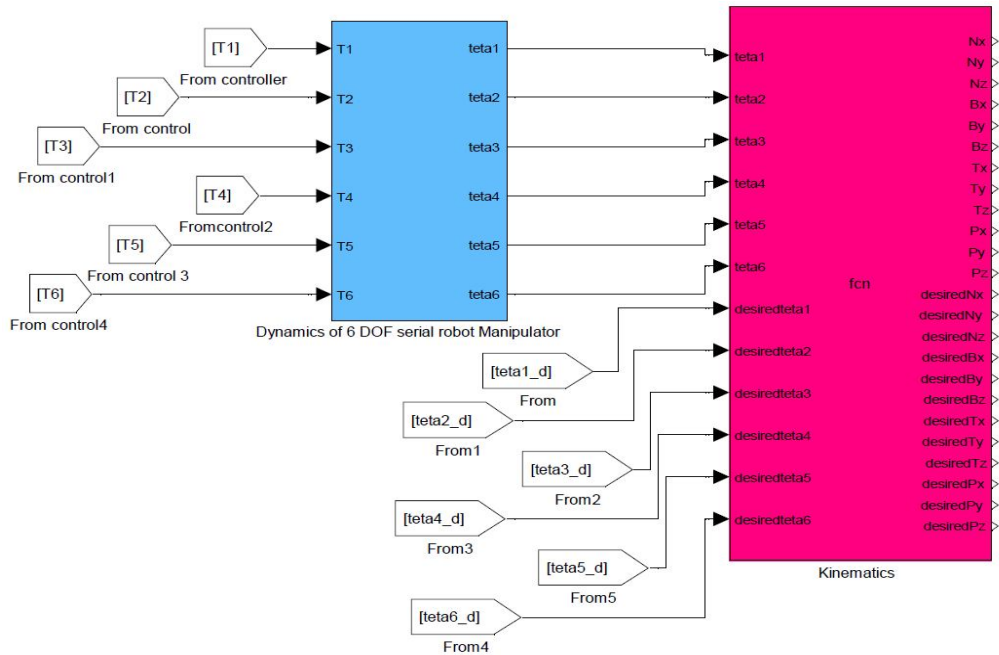 [T1]
From controller
[T2]
From control
[T3]
From control1
[T4]
Fromcontrol2
[T5]
From control 3
[T6]
From control4
T1
T2
T3
T4
T5
T6
teta1
teta2
teta3
teta4
teta5
teta6
Dynamics of 6 DOF serial robot Manipulator
[teta1_d]
From
[teta2_d]
From1
[teta3_d]
From2
[teta4_d]
From3
[teta5_d]
From5
[teta6_d]
From4
teta1
teta2
teta3
teta4
teta5
teta6
desiredteta1
desiredteta2
desiredteta3
desiredteta4
desiredteta5
desiredteta6
fcn
Nx
Ny
Nz
Bx
By
Bz
Tx
Ty
Tz
Px
Py
Pz
desiredNx
desiredNy
desiredNz
desiredBx
desiredBy
desiredBz
desiredTx
desiredTy
desiredTz
desiredPx
desiredPy
desiredPz
Kinematics